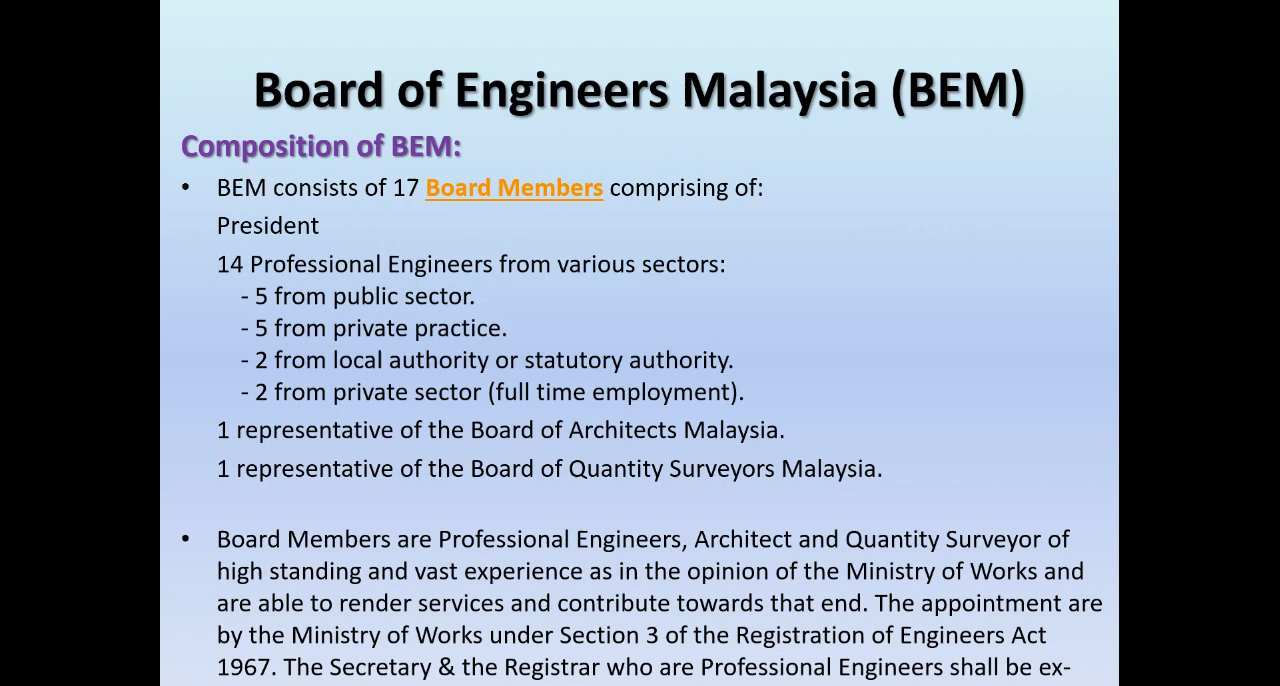 Board of Engineers Malaysia (BEM)
Composition of BEM:
• BEM consists of 17 Board Members comprising of:
President
14 Professional Engineers from various sectors:
- 5 from public sector.
- 5 from private practice.
- 2 from local authority or statutory authority.
- 2 from private sector (full time employment).
1 representative of the Board of Architects Malaysia.
1 representative of the Board of Quantity Surveyors Malaysia.
• Board Members are Professional Engineers, Architect and Quantity Surveyor of
high standing and vast experience as in the opinion of the Ministry of Works and
are able to render services and contribute towards that end. The appointment are
by the Ministry of Works under Section 3 of the Registration of Engineers Act
1967. The Secretary & the Registrar who are Professional Engineers shall be ex-